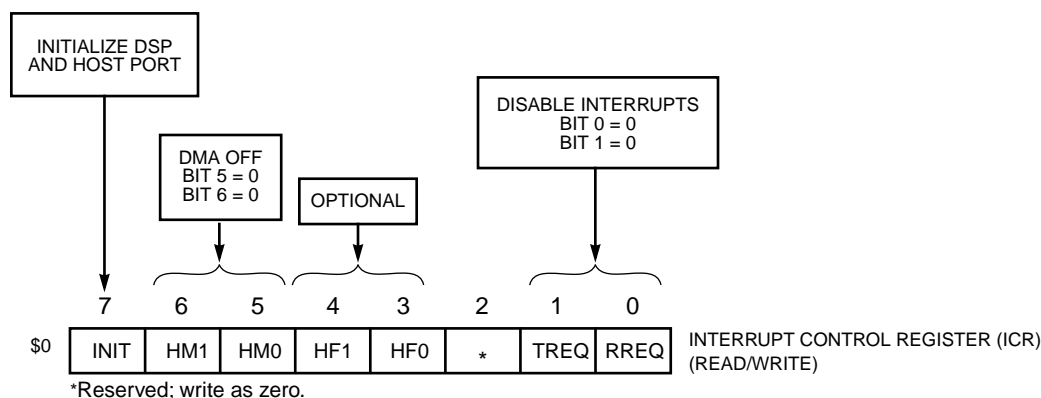 INITIALIZE DSP
AND HOST PORT
DISABLE INTERRUPTS
BIT 0 = 0
BIT 1 = 0
DMA OFF
BIT 5 = 0
BIT 6 = 0
OPTIONAL
7 6 5 4 3 2 1 0
$0 INIT HM1 HM0 HF1 HF0 * TREQ RREQ
INTERRUPT CONTROL REGISTER (ICR)
(READ/WRITE)
*Reserved; write as zero.